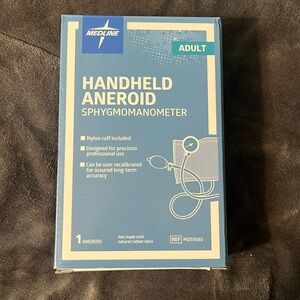 MEDLINE
ADULT
HANDHELD
ANEROID
SPHYGMOMANOMETER
Nylon cuff included
Designed for precision
professional use
Can be user recalibrated
for assured long-term
accuracy
1 ANEROID
Not made with
natural rubber latex
REF MDS9380